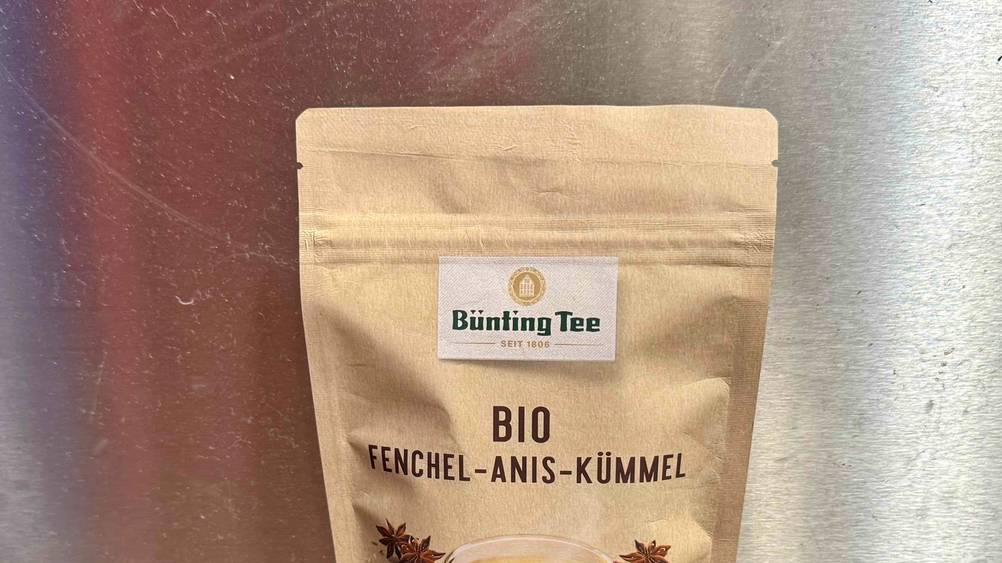 Bünting Tee
SEIT 1806
BIO
FENCHEL-ANIS-KÜMMEL